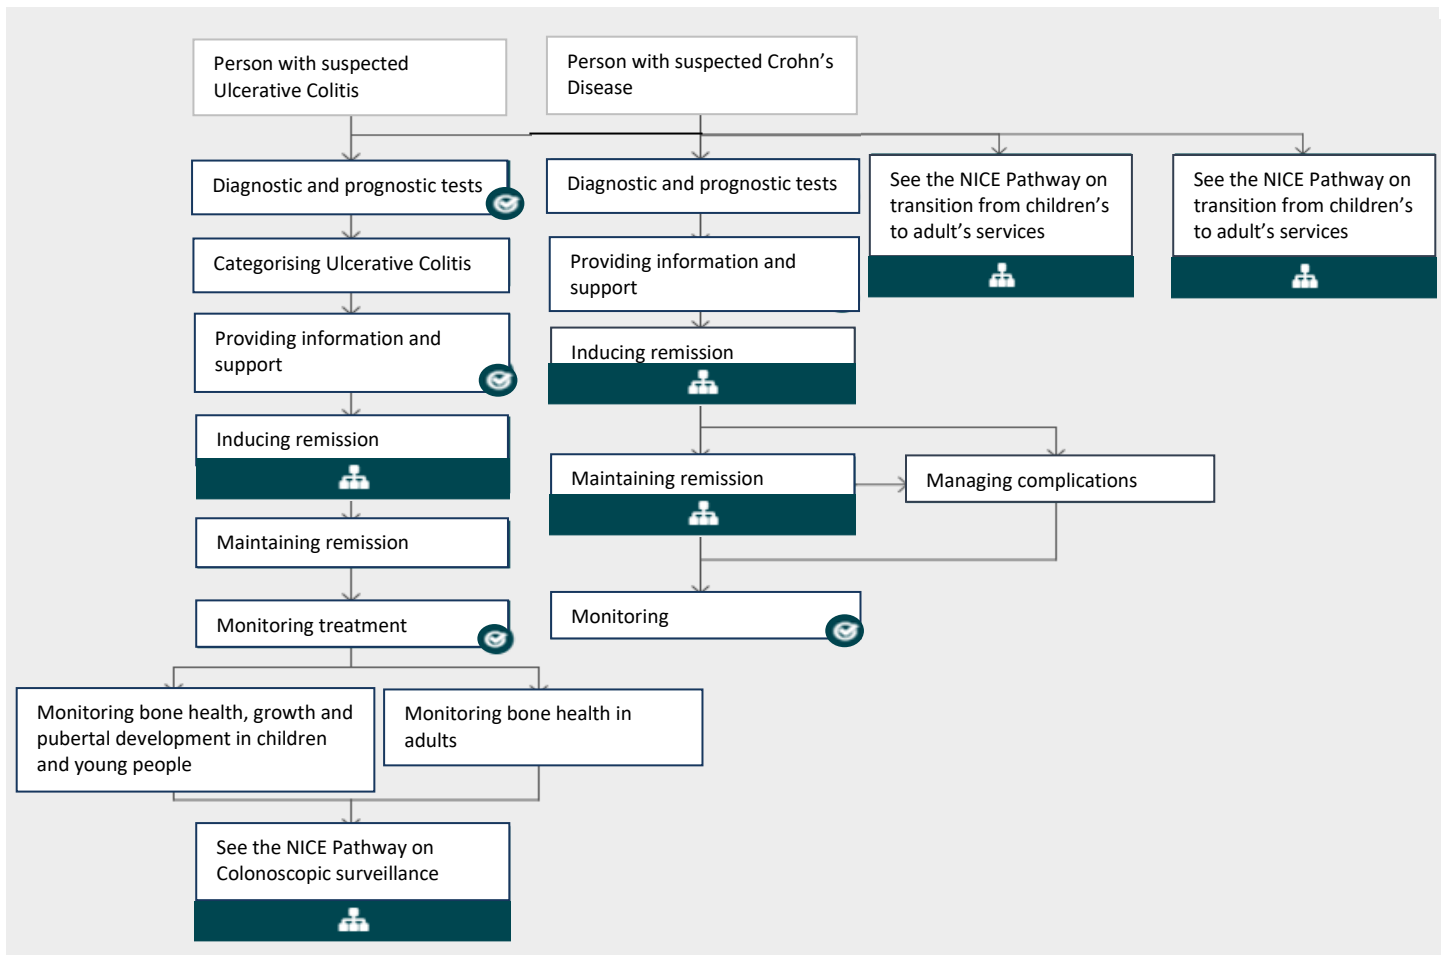 Person with suspected
Ulcerative Colitis
Person with suspected Crohn’s
Disease
Diagnostic and prognostic tests
Diagnostic and prognostic tests
See the NICE Pathway on
transition from children’s
to adult’s services
See the NICE Pathway on
transition from children’s
to adult’s services
Categorising Ulcerative Colitis
Providing information and
support
Providing information and
support
Inducing remission
Inducing remission
Maintaining remission
Managing complications
Maintaining remission
Monitoring treatment
Monitoring
Monitoring bone health, growth and
pubertal development in children
and young people
Monitoring bone health in
adults
See the NICE Pathway on
Colonoscopic surveillance